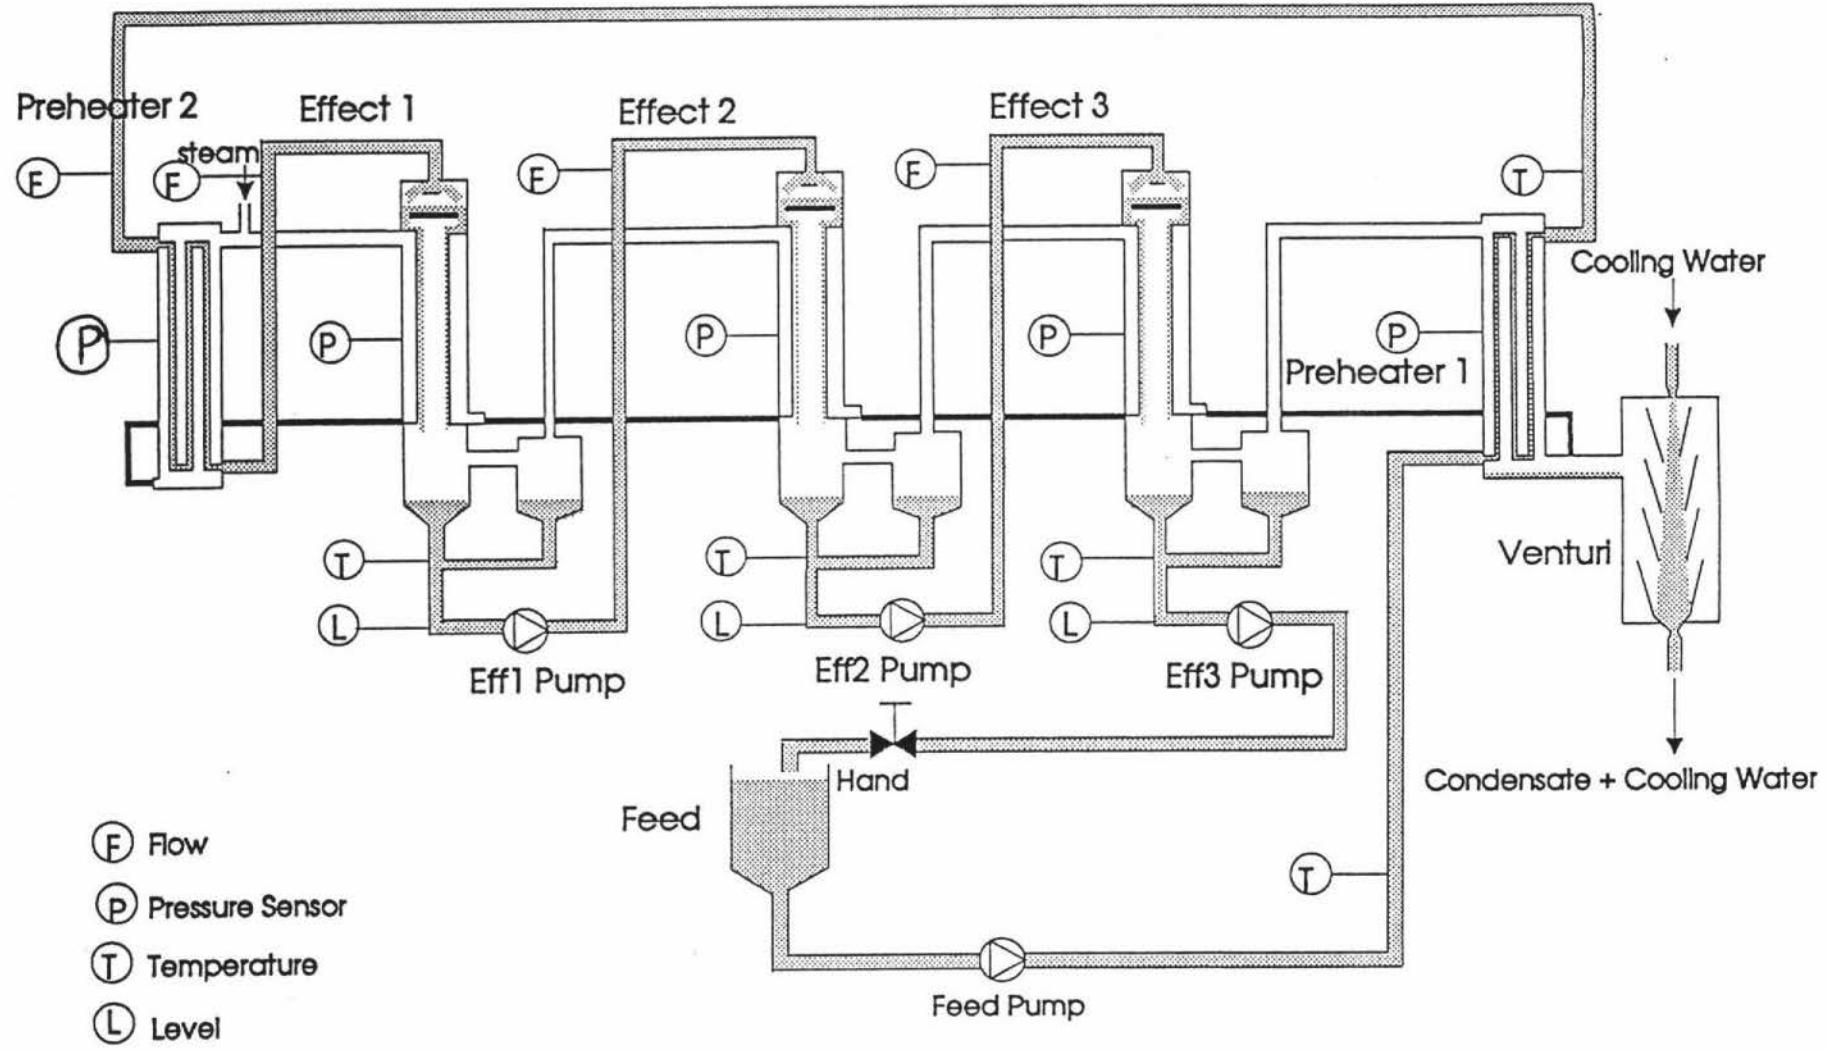 Preheater 2
Effect 1
Effect 2
Effect 3
steam
F
F
F
F
T
Cooling Water
P
P
P
P
P
Preheater 1
T
T
T
Venturi
L
L
L
Eff1 Pump
Eff2 Pump
Eff3 Pump
Hand
Condensate + Cooling Water
Feed
F Flow
T
P Pressure Sensor
T Temperature
Feed Pump
L Level